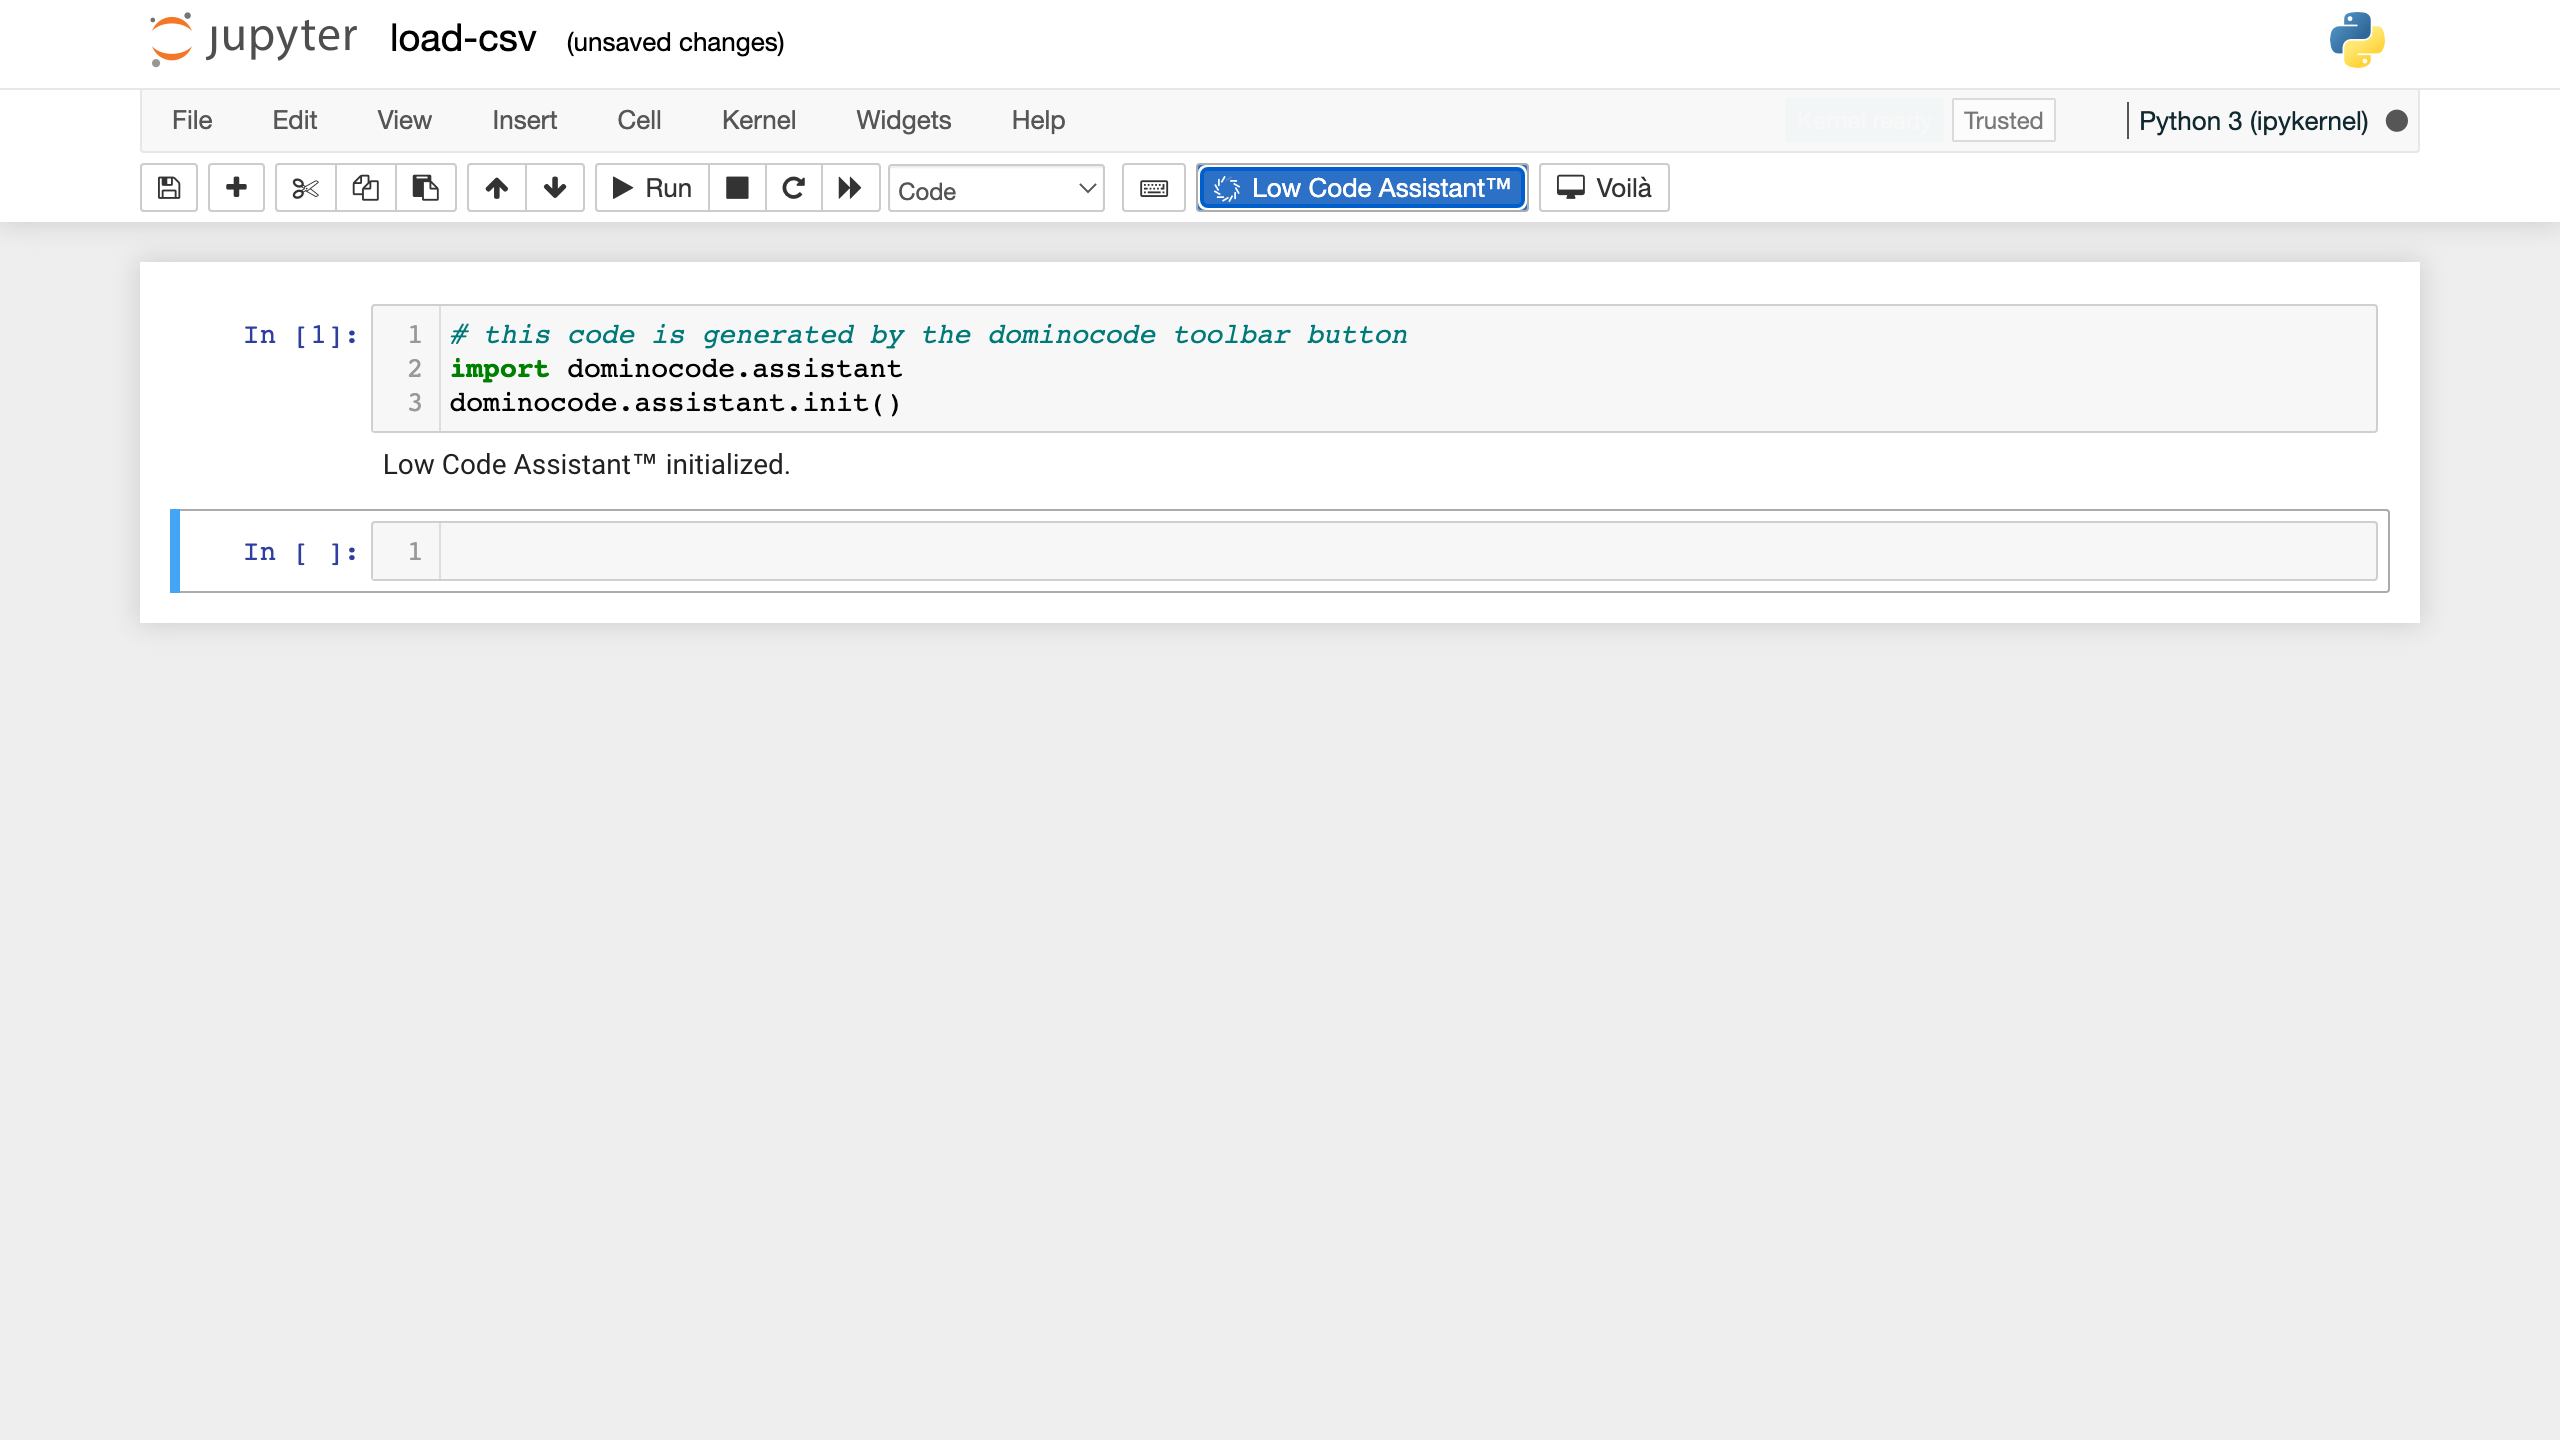 jupyter load-csv (unsaved changes)
File Edit View Insert Cell Kernel Widgets Help Kernel ready Trusted Python 3 (ipykernel)
Run Code Low Code Assistant™ Voilà
In [1]: 1 # this code is generated by the dominocode toolbar button
2 import dominocode.assistant
3 dominocode.assistant.init()
Low Code Assistant™ initialized.
In [ ]: 1